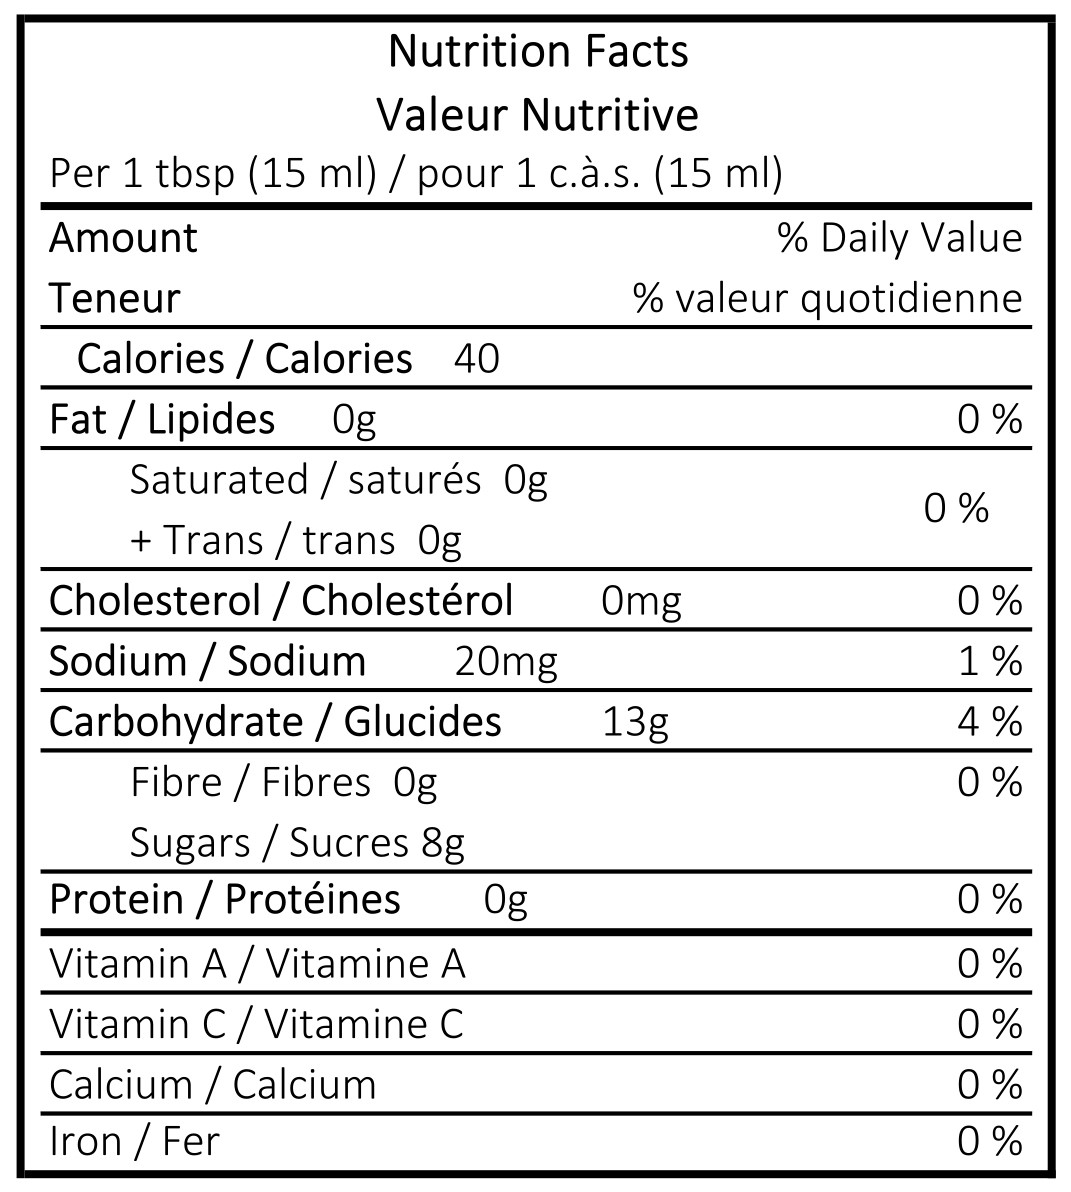 Nutrition Facts
Valeur Nutritive
Per 1 tbsp (15 ml) / pour 1 c.à.s. (15 ml)
Amount % Daily Value
Teneur % valeur quotidienne
Calories / Calories 40
Fat / Lipides 0g 0 %
Saturated / saturés 0g
0 %
+ Trans / trans 0g
Cholesterol / Cholestérol 0mg 0 %
Sodium / Sodium 20mg 1 %
Carbohydrate / Glucides 13g 4 %
Fibre / Fibres 0g 0 %
Sugars / Sucres 8g
Protein / Protéines 0g 0 %
Vitamin A / Vitamine A 0 %
Vitamin C / Vitamine C 0 %
Calcium / Calcium 0 %
Iron / Fer 0 %